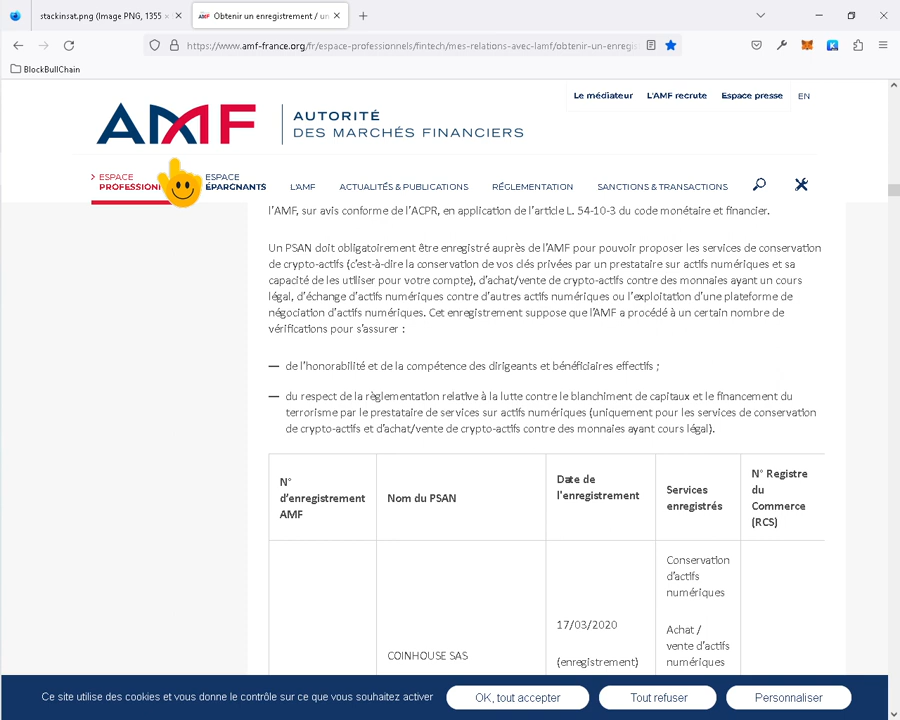 stackinsat.png (Image PNG, 1355 ×
Obtenir un enregistrement / un
https://www.amf-france.org/fr/espace-professionnels/fintech/mes-relations-avec-lamf/obtenir-un-enregis
BlockBullChain
Le médiateur L'AMF recrute Espace presse EN
AMF
AUTORITÉ
DES MARCHÉS FINANCIERS
ESPACE
PROFESSION
ESPACE
ÉPARGNANTS
L'AMF
ACTUALITÉS & PUBLICATIONS
RÉGLEMENTATION
SANCTIONS & TRANSACTIONS
l'AMF, sur avis conforme de l'ACPR, en application de l'article L. 54-10-3 du code monétaire et financier.
Un PSAN doit obligatoirement être enregistré auprès de l'AMF pour pouvoir proposer les services de conservation
de crypto-actifs (c'est-à-dire la conservation de vos clés privées par un prestataire sur actifs numériques et sa
capacité de les utiliser pour votre compte), d'achat/vente de crypto-actifs contre des monnaies ayant un cours
légal, d'échange d'actifs numériques contre d'autres actifs numériques ou l'exploitation d'une plateforme de
négociation d'actifs numériques. Cet enregistrement suppose que l'AMF a procédé à un certain nombre de
vérifications pour s'assurer :
— de l'honorabilité et de la compétence des dirigeants et bénéficiaires effectifs ;
— du respect de la règlementation relative à la lutte contre le blanchiment de capitaux et le financement du
terrorisme par le prestataire de services sur actifs numériques (uniquement pour les services de conservation
de crypto-actifs et d'achat/vente de crypto-actifs contre des monnaies ayant cours légal).
N°
d'enregistrement
AMF
Nom du PSAN
Date de
l'enregistrement
Services
enregistrés
N° Registre
du
Commerce
(RCS)
COINHOUSE SAS
17/03/2020
(enregistrement)
Conservation
d'actifs
numériques
Achat /
vente d'actifs
numériques
Ce site utilise des cookies et vous donne le contrôle sur ce que vous souhaitez activer
OK, tout accepter
Tout refuser
Personnaliser